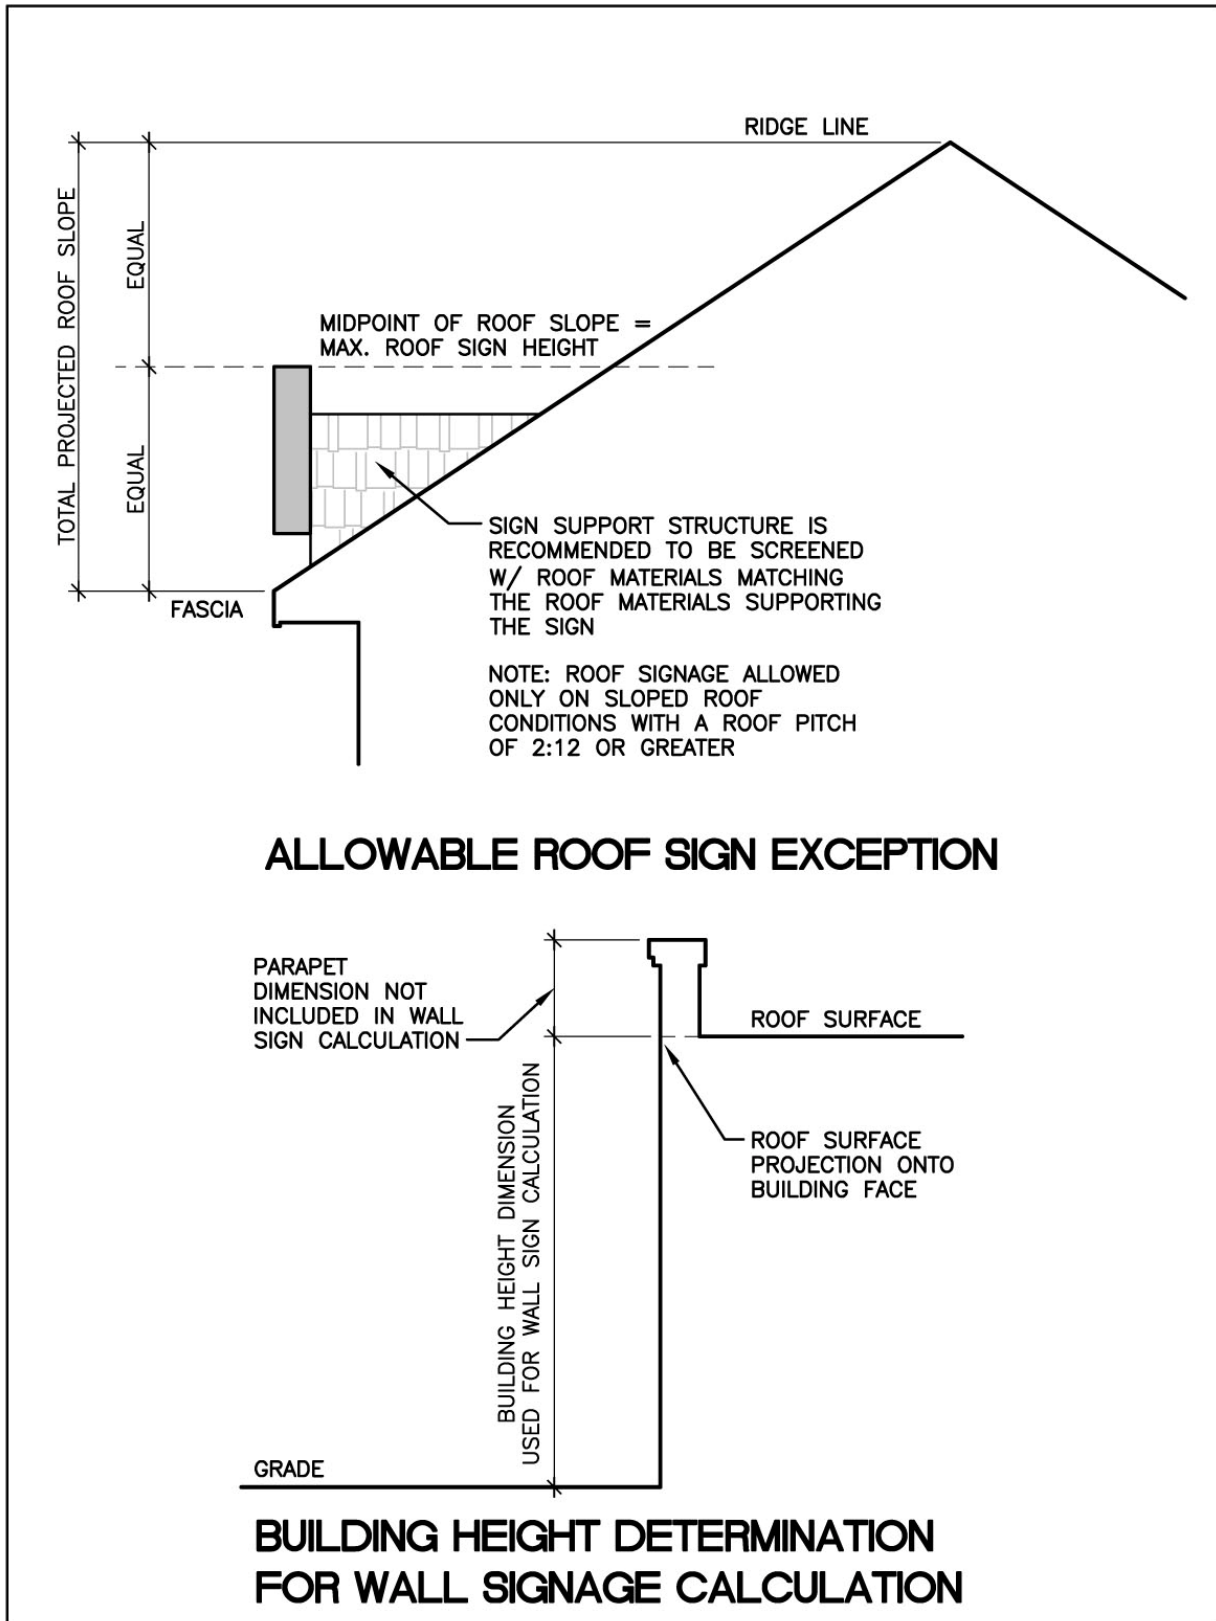 RIDGE LINE
TOTAL PROJECTED ROOF SLOPE
EQUAL
MIDPOINT OF ROOF SLOPE =
MAX. ROOF SIGN HEIGHT
EQUAL
SIGN SUPPORT STRUCTURE IS
RECOMMENDED TO BE SCREENED
W/ ROOF MATERIALS MATCHING
THE ROOF MATERIALS SUPPORTING
THE SIGN
FASCIA
NOTE: ROOF SIGNAGE ALLOWED
ONLY ON SLOPED ROOF
CONDITIONS WITH A ROOF PITCH
OF 2:12 OR GREATER
ALLOWABLE ROOF SIGN EXCEPTION
PARAPET
DIMENSION NOT
INCLUDED IN WALL
SIGN CALCULATION
ROOF SURFACE
BUILDING HEIGHT DIMENSION
USED FOR WALL SIGN CALCULATION
ROOF SURFACE
PROJECTION ONTO
BUILDING FACE
GRADE
BUILDING HEIGHT DETERMINATION
FOR WALL SIGNAGE CALCULATION